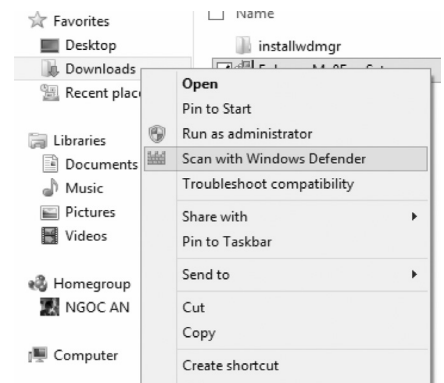 Name
Favorites
Desktop
installwdmgr
Downloads
Recent plac
Open
Pin to Start
Run as administrator
Scan with Windows Defender
Troubleshoot compatibility
Share with
Pin to Taskbar
Send to
Cut
Copy
Create shortcut
Libraries
Documents
Music
Pictures
Videos
Homegroup
NGOC AN
Computer